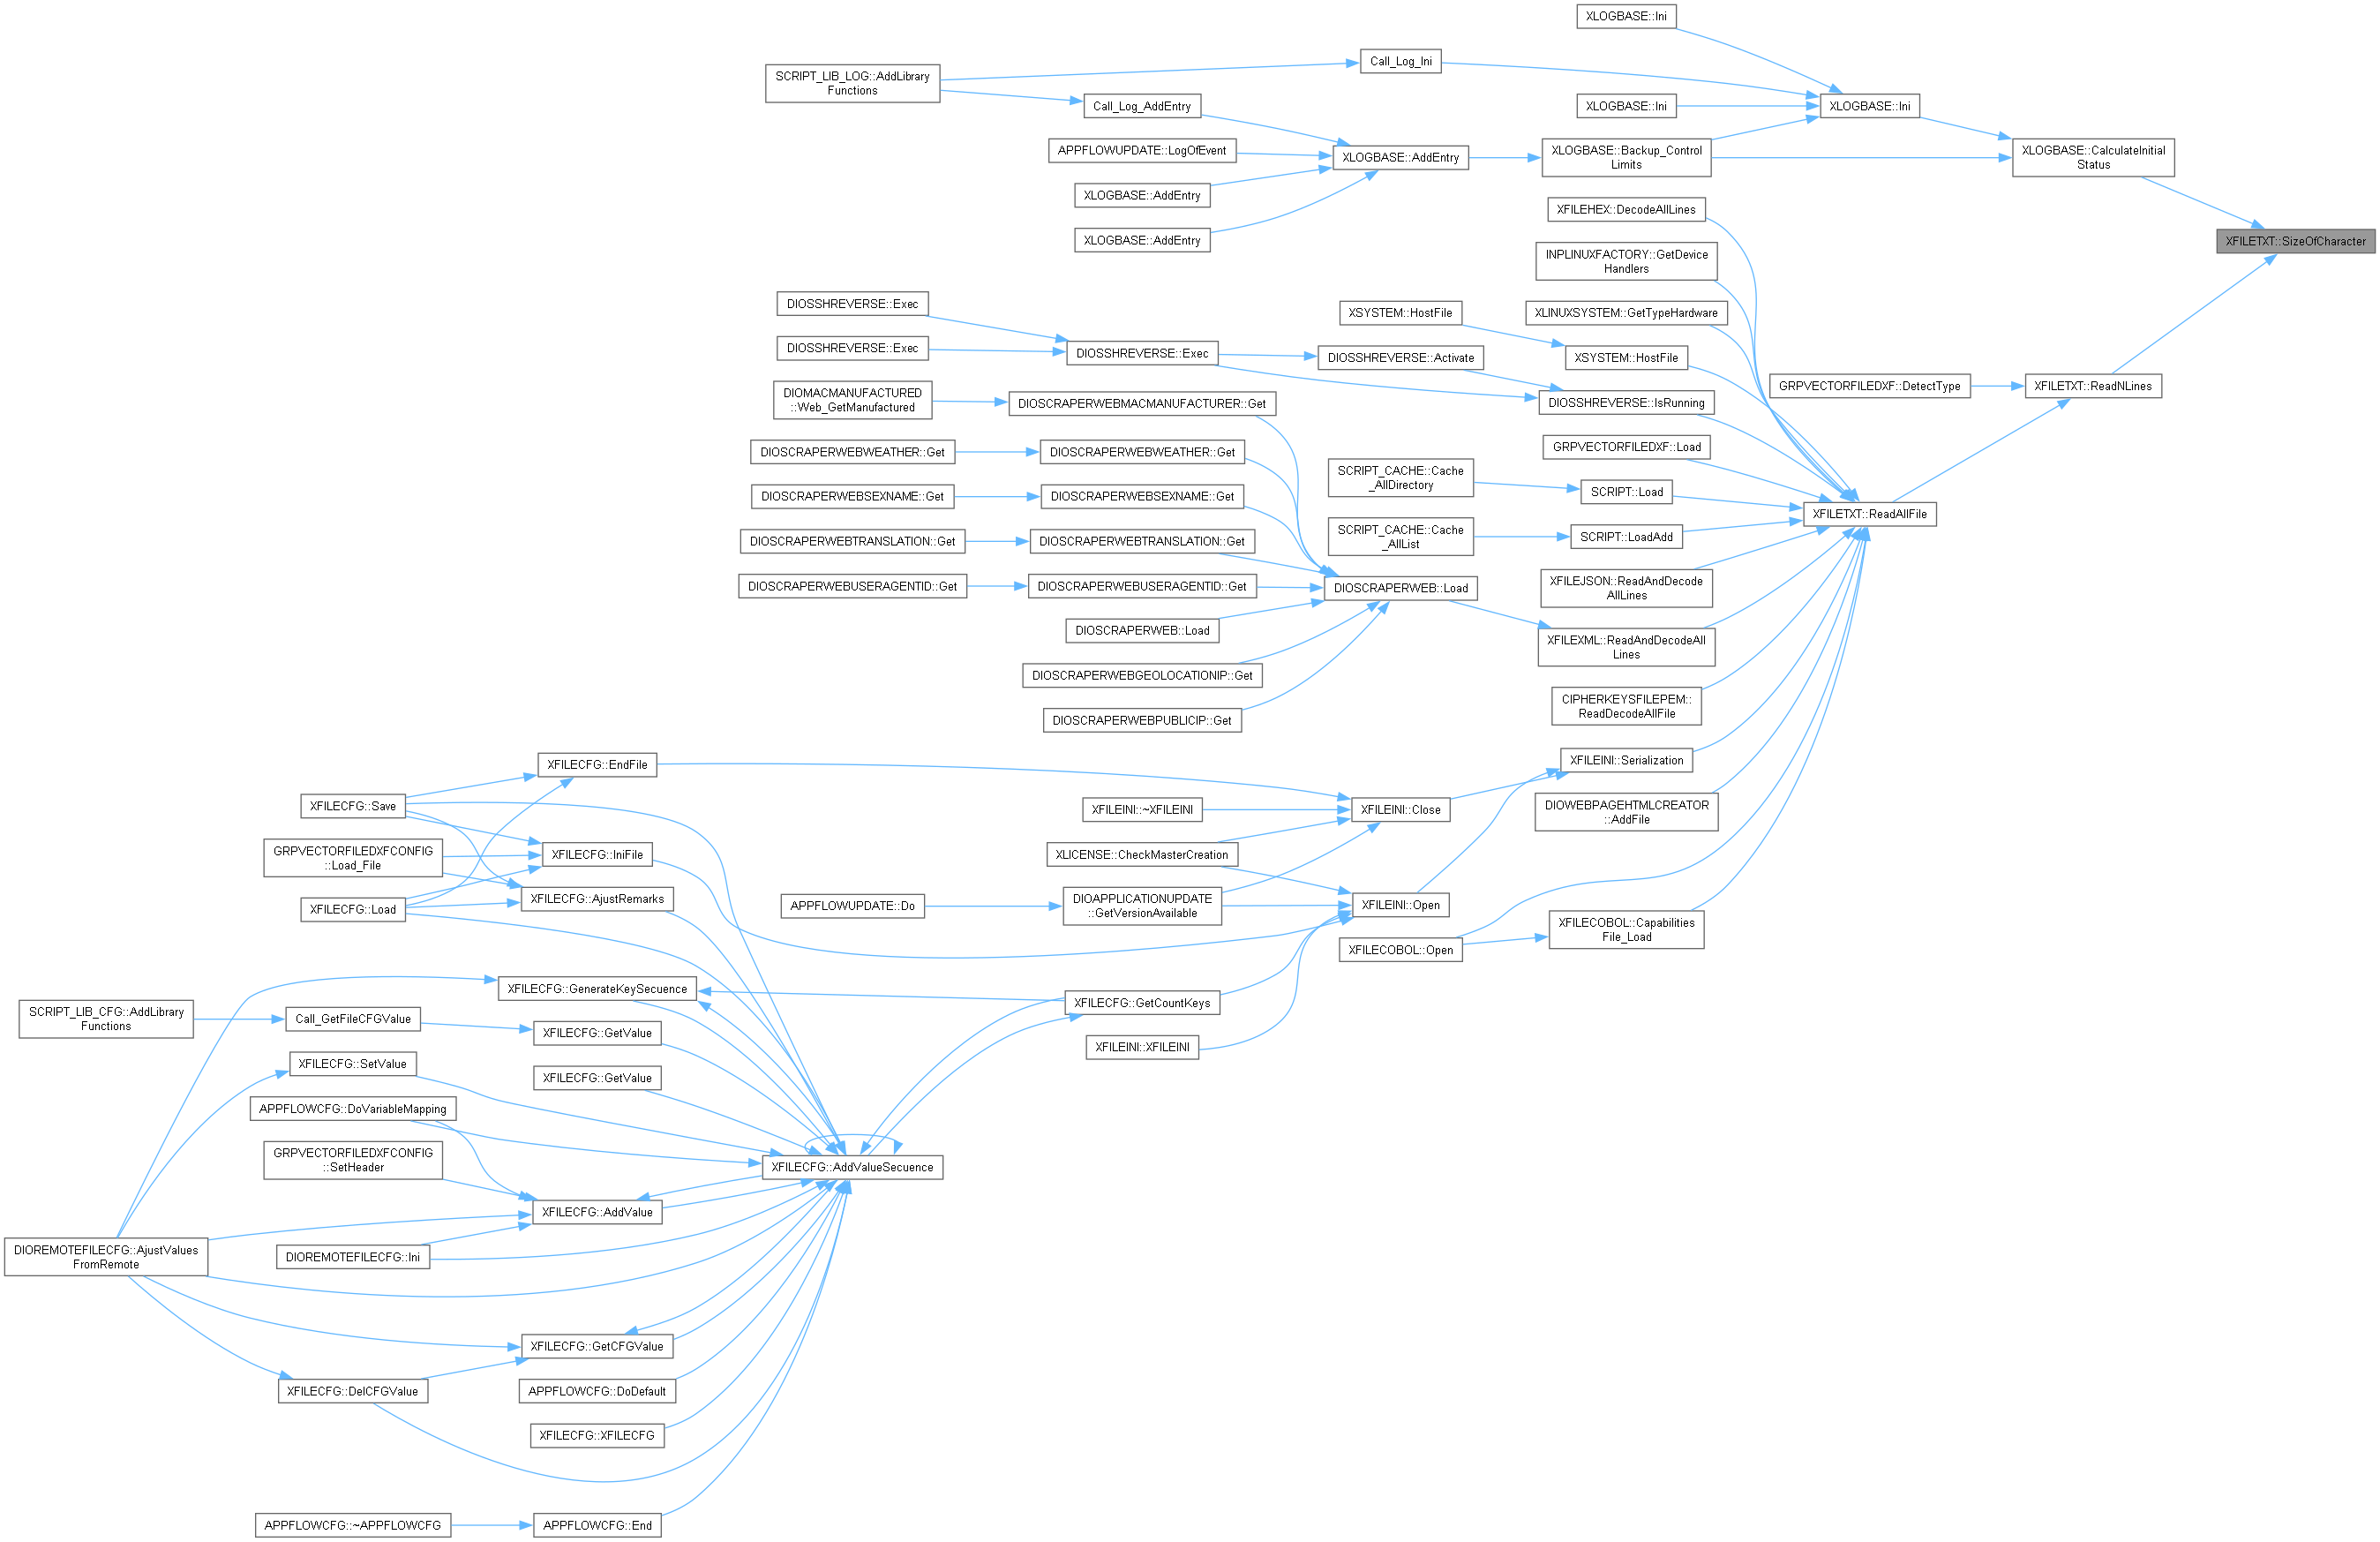 XLOGBASE::Ini
Call_Log_Ini
SCRIPT_LIB_LOG::AddLibrary
Functions
Call_Log_AddEntry
XLOGBASE::Ini
XLOGBASE::Ini
APPFLOWUPDATE::LogOfEvent
XLOGBASE::AddEntry
XLOGBASE::Backup_Control
Limits
XLOGBASE::CalculateInitial
Status
XLOGBASE::AddEntry
XLOGBASE::AddEntry
XFILEHEX::DecodeAllLines
XFILETXT::SizeOfCharacter
INPLINUXFACTORY::GetDevice
Handlers
DIOSSHREVERSE::Exec
XSYSTEM::HostFile
XLINUXSYSTEM::GetTypeHardware
DIOSSHREVERSE::Exec
DIOSSHREVERSE::Exec
DIOSSHREVERSE::Activate
XSYSTEM::HostFile
DIOMACMANUFACTURED
::Web_GetManufactured
DIOSCRAPERWEBMACMANUFACTURER::Get
DIOSSHREVERSE::IsRunning
GRPVECTORFILEDXF::DetectType
XFILETXT::ReadNLines
DIOSCRAPERWEBWEATHER::Get
DIOSCRAPERWEBWEATHER::Get
GRPVECTORFILEDXF::Load
DIOSCRAPERWEBSEXNAME::Get
DIOSCRAPERWEBSEXNAME::Get
SCRIPT_CACHE::Cache
_AllDirectory
SCRIPT::Load
XFILETXT::ReadAllFile
DIOSCRAPERWEBTRANSLATION::Get
DIOSCRAPERWEBTRANSLATION::Get
SCRIPT_CACHE::Cache
_AllList
SCRIPT::LoadAdd
DIOSCRAPERWEBUSERAGENTID::Get
DIOSCRAPERWEBUSERAGENTID::Get
DIOSCRAPERWEB::Load
XFILEJSON::ReadAndDecode
AllLines
DIOSCRAPERWEB::Load
XFILEXML::ReadAndDecodeAll
Lines
DIOSCRAPERWEBGEOLOCATIONIP::Get
DIOSCRAPERWEBPUBLICIP::Get
CIPHERKEYSFILEPEM::
ReadDecodeAllFile
XFILECFG::EndFile
XFILEINI::Serialization
XFILECFG::Save
XFILEINI::~XFILEINI
XFILEINI::Close
DIOWEBPAGEHTMLCREATOR
::AddFile
GRPVECTORFILEDXFCONFIG
::Load_File
XFILECFG::IniFile
XLICENSE::CheckMasterCreation
XFILECFG::Load
XFILECFG::AjustRemarks
APPFLOWUPDATE::Do
DIOAPPLICATIONUPDATE
::GetVersionAvailable
XFILEINI::Open
XFILECOBOL::Open
XFILECOBOL::Capabilities
File_Load
XFILECFG::GenerateKeySecuence
XFILECFG::GetCountKeys
SCRIPT_LIB_CFG::AddLibrary
Functions
Call_GetFileCFGValue
XFILECFG::GetValue
XFILEINI::XFILEINI
XFILECFG::SetValue
XFILECFG::GetValue
APPFLOWCFG::DoVariableMapping
GRPVECTORFILEDXFCONFIG
::SetHeader
XFILECFG::AddValueSecuence
XFILECFG::AddValue
DIOREMOTEFILECFG::AjustValues
FromRemote
DIOREMOTEFILECFG::Ini
XFILECFG::GetCFGValue
XFILECFG::DelCFGValue
APPFLOWCFG::DoDefault
XFILECFG::XFILECFG
APPFLOWCFG::~APPFLOWCFG
APPFLOWCFG::End